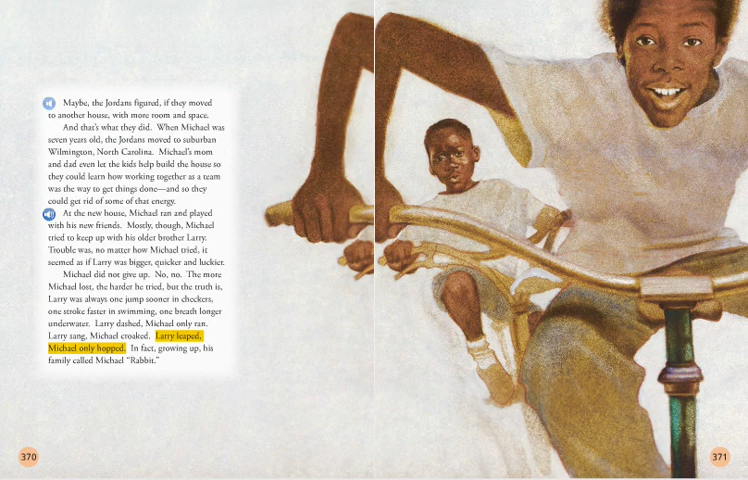 Maybe, the Jordans figured, if they moved
to another house, with more room and space.
And that's what they did. When Michael was
seven years old, the Jordans moved to suburban
Wilmington, North Carolina. Michael's mom
and dad even let the kids help build the house so
they could learn how working together as a team
was the way to get things done—and so they
could get rid of some of that energy.
At the new house, Michael ran and played
with his new friends. Mostly, though, Michael
tried to keep up with his older brother Larry.
Trouble was, no matter how Michael tried, it
seemed as if Larry was bigger, quicker and luckier.
Michael did not give up. No, no. The more
Michael lost, the harder he tried, but the truth is,
Larry was always one jump sooner in checkers,
one stroke faster in swimming, one breath longer
underwater. Larry dashed, Michael only ran.
Larry sang, Michael croaked. Larry leaped,
Michael only hopped. In fact, growing up, his
family called Michael "Rabbit."
370
371